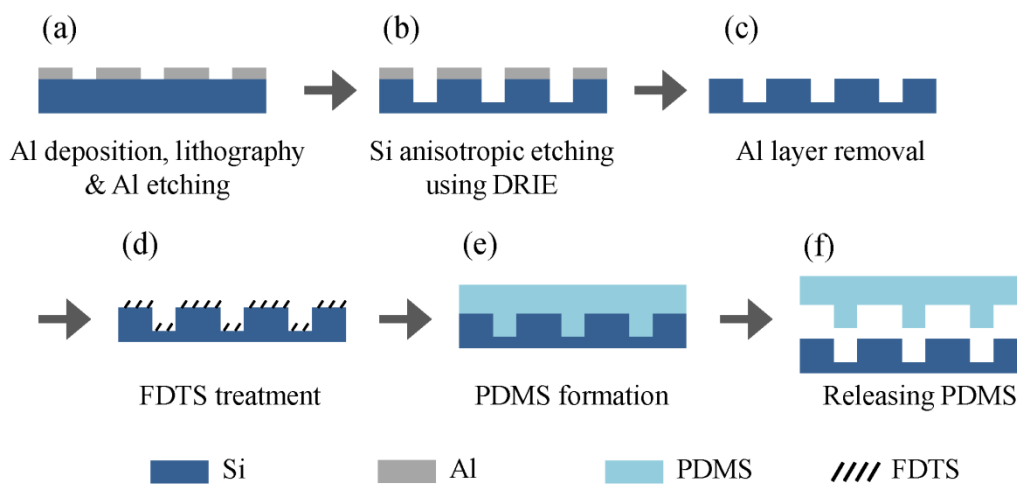 (a)
(b)
(c)
Al deposition, lithography
& Al etching
Si anisotropic etching
using DRIE
Al layer removal
(d)
(e)
(f)
FDTS treatment
PDMS formation
Releasing PDMS
Si
Al
PDMS
FDTS